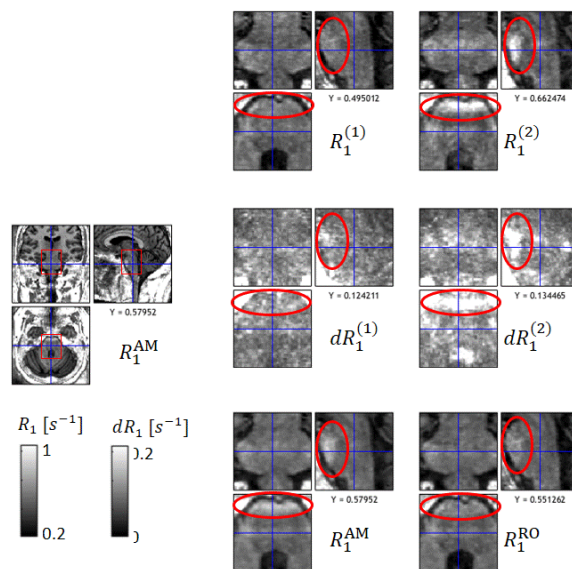 Y = 0.495012
Y = 0.662474
R₁⁽¹⁾
R₁⁽²⁾
Y = 0.124211
Y = 0.134465
dR₁⁽¹⁾
dR₁⁽²⁾
Y = 0.57952
R₁ᴬᴹ
R₁ [s⁻¹]
dR₁ [s⁻¹]
1
0.2
0.2
0
Y = 0.57952
Y = 0.551262
R₁ᴬᴹ
R₁ᴿᴼ